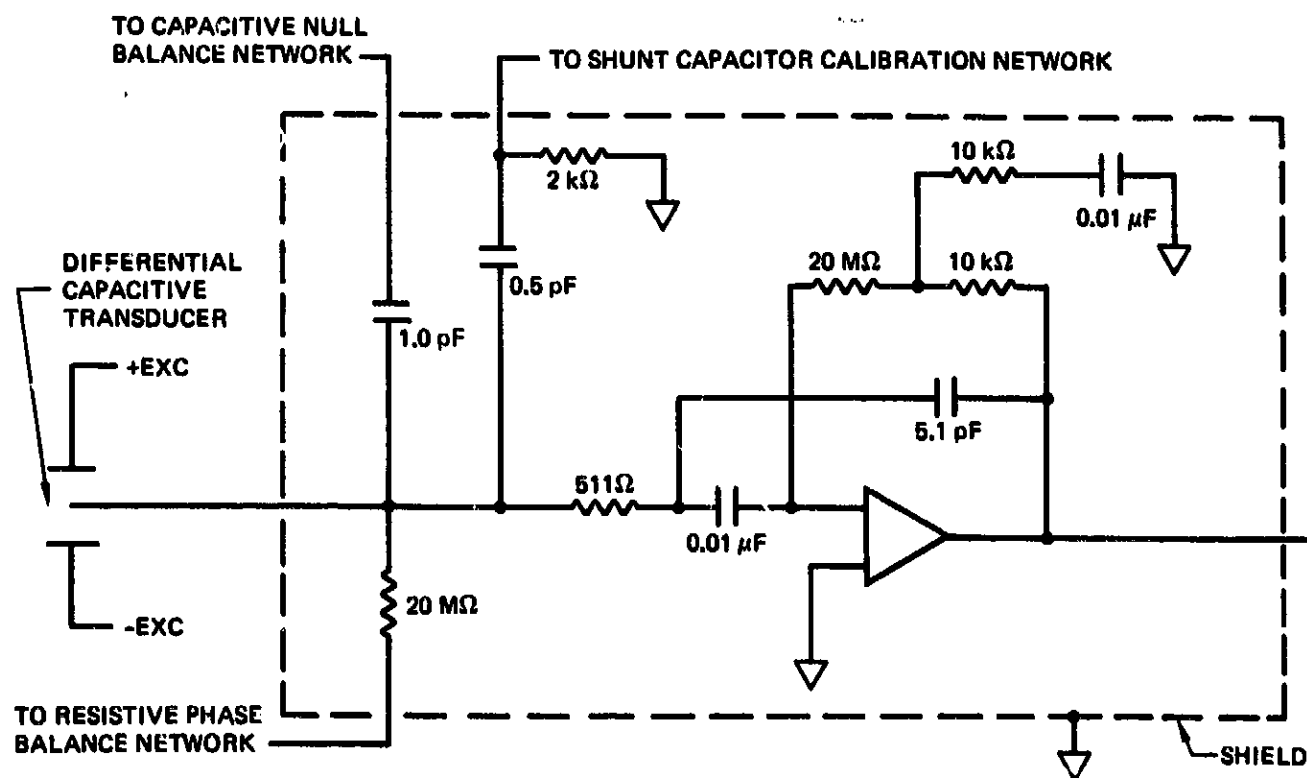 TO CAPACITIVE NULL
BALANCE NETWORK
TO SHUNT CAPACITOR CALIBRATION NETWORK
10 kΩ
2 kΩ
0.01 μF
DIFFERENTIAL
CAPACITIVE
TRANSDUCER
20 MΩ
10 kΩ
0.5 pF
1.0 pF
+EXC
5.1 pF
511Ω
0.01 μF
20 MΩ
-EXC
TO RESISTIVE PHASE
BALANCE NETWORK
SHIELD